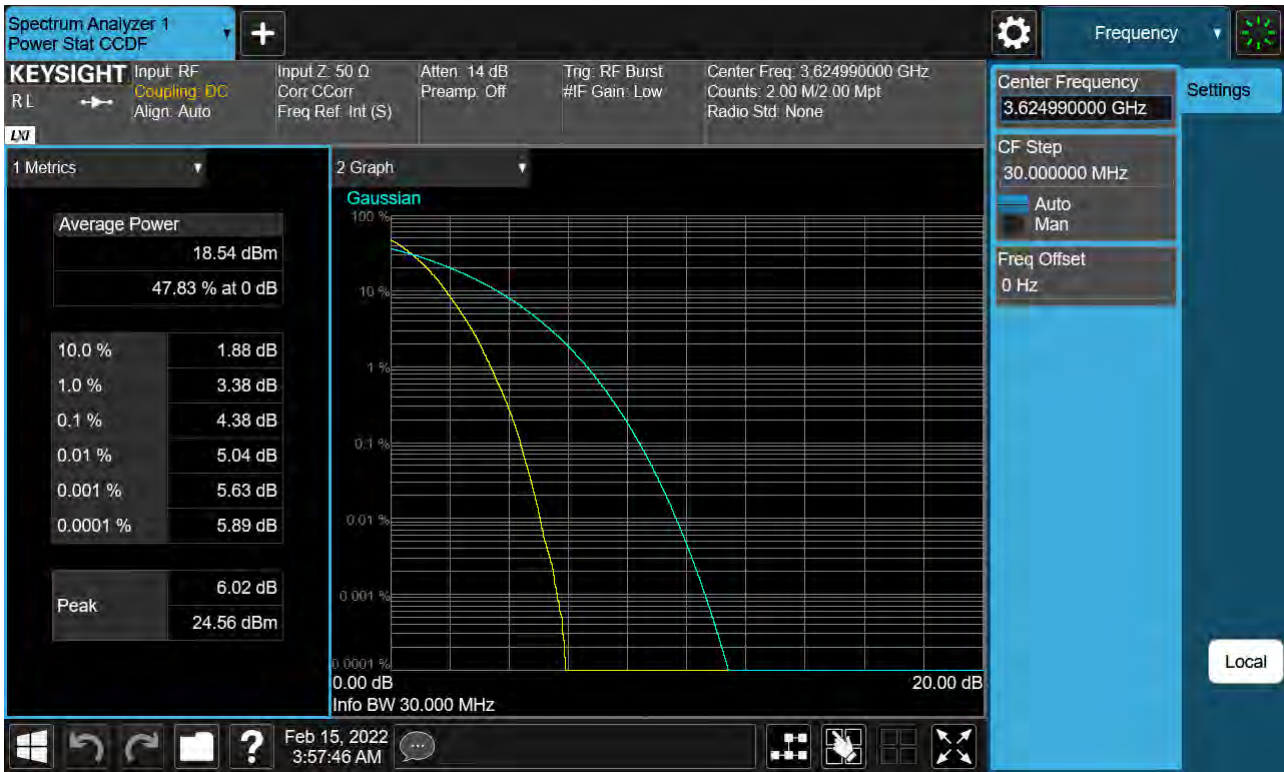 Spectrum Analyzer 1
Power Stat CCDF
Frequency
KEYSIGHT
RL
LXI
Input: RF
Coupling: DC
Align: Auto
Input Z: 50 Ω
Corr CCorr
Freq Ref: Int (S)
Atten: 14 dB
Preamp: Off
Trig: RF Burst
#IF Gain: Low
Center Freq: 3.624990000 GHz
Counts: 2.00 M/2.00 Mpt
Radio Std: None
Center Frequency
3.624990000 GHz
Settings
CF Step
30.000000 MHz
Auto
Man
Freq Offset
0 Hz
Local
1 Metrics
Average Power
18.54 dBm
47.83 % at 0 dB
10.0 % 1.88 dB
1.0 % 3.38 dB
0.1 % 4.38 dB
0.01 % 5.04 dB
0.001 % 5.63 dB
0.0001 % 5.89 dB
Peak
6.02 dB
24.56 dBm
2 Graph
Gaussian
100 %
10 %
1 %
0.1 %
0.01 %
0.001 %
0.0001 %
0.00 dB 20.00 dB
Info BW 30.000 MHz
?
Feb 15, 2022
3:57:46 AM